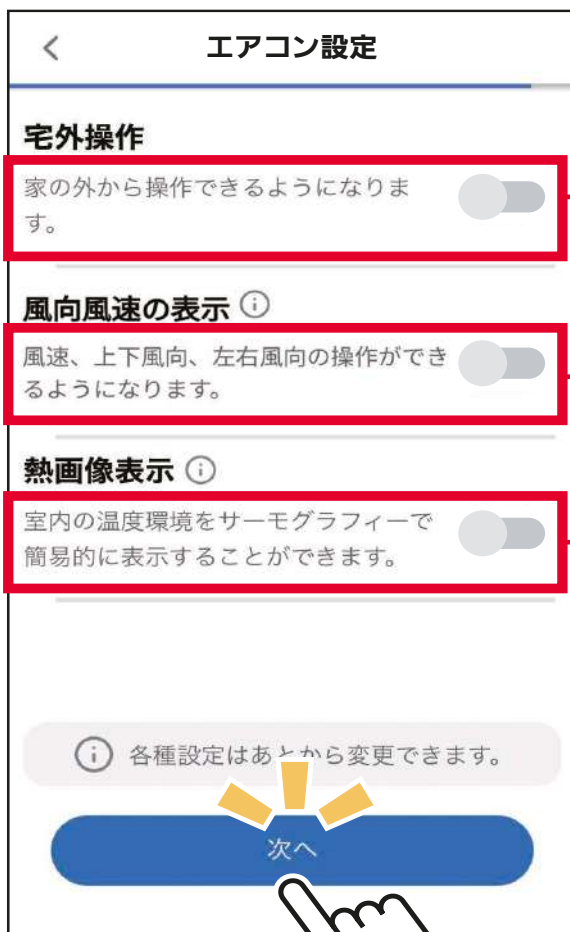 エアコン設定
宅外操作
家の外から操作できるようになりま
す。
風向風速の表示
風速、上下風向、左右風向の操作ができ
るようになります。
熱画像表示
室内の温度環境をサーモグラフィーで
簡易的に表示することができます。
各種設定はあとから変更できます。
次へ